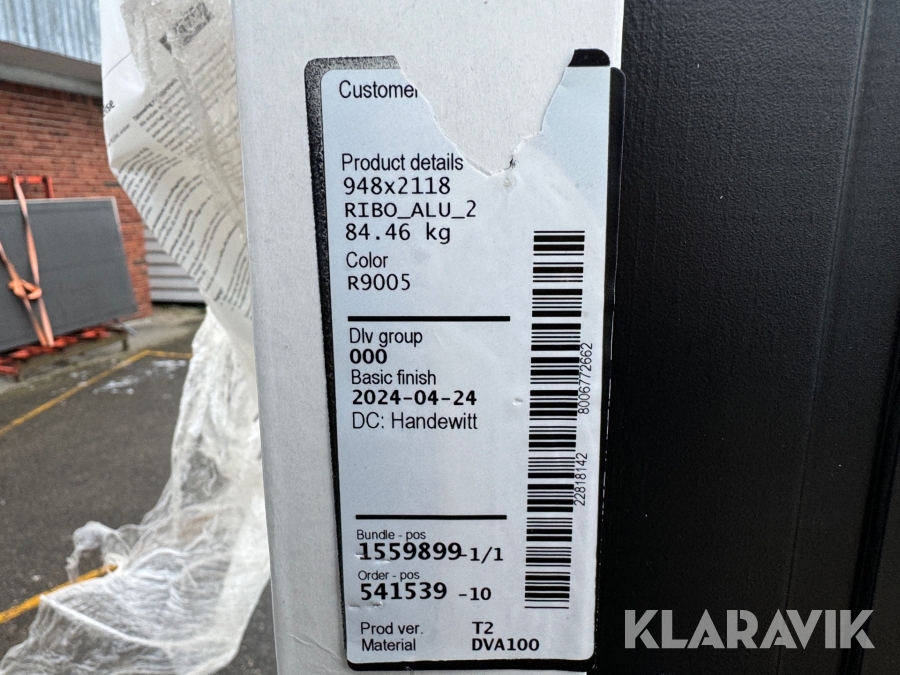 Customer
Product details
948x2118
RIBO_ALU_2
84.46 kg
Color
R9005
Dlv group
000
Basic finish
2024-04-24
DC: Handewitt
Bundle - pos
1559899-1/1
Order - pos
541539 -10
Prod ver. T2
Material DVA100
8006772662
22818142
KLARAVIK